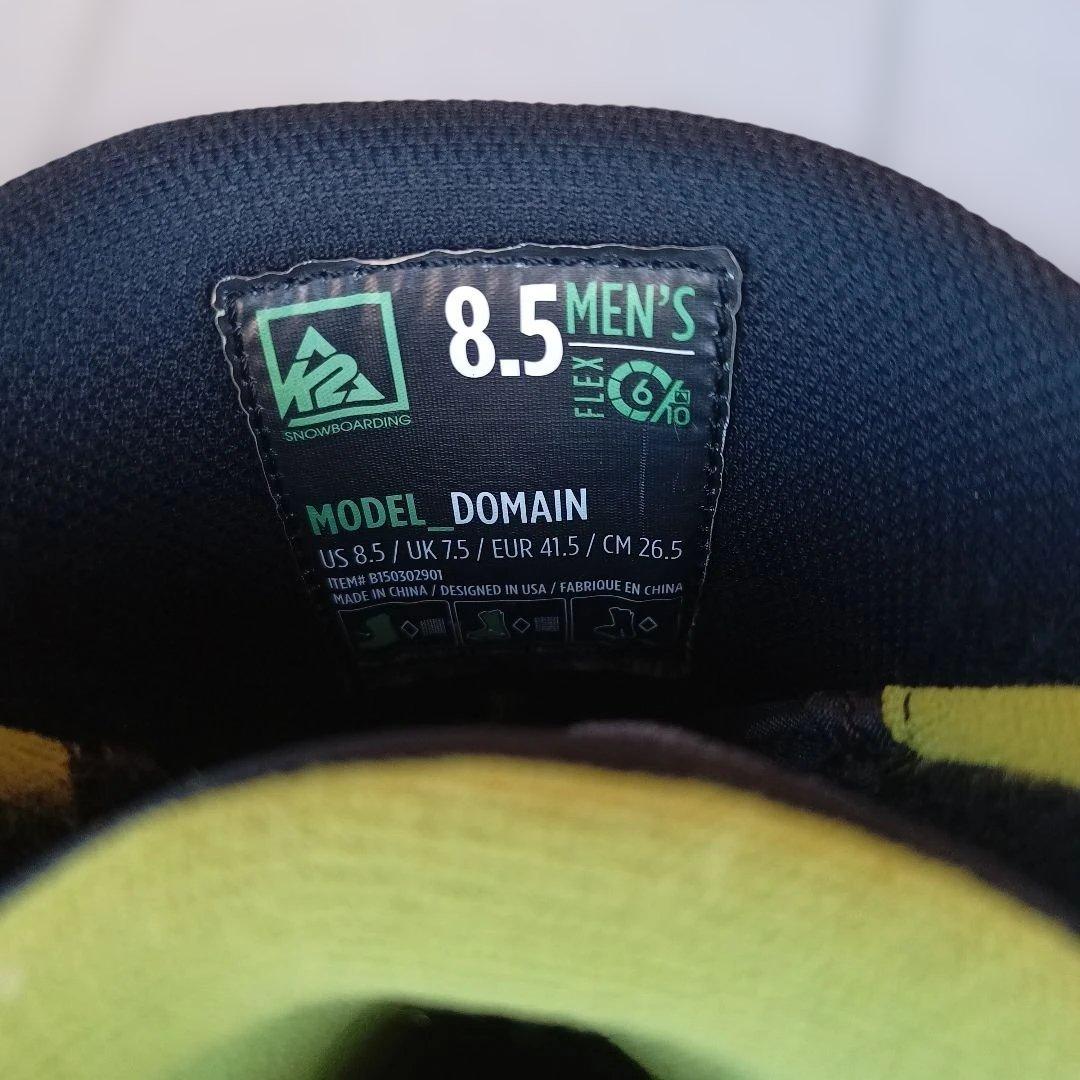 K2
SNOWBOARDING
8.5 MEN'S
FLEX 6/10
MODEL_DOMAIN
US 8.5 / UK 7.5 / EUR 41.5 / CM 26.5
ITEM# B150302901
MADE IN CHINA / DESIGNED IN USA / FABRIQUE EN CHINA